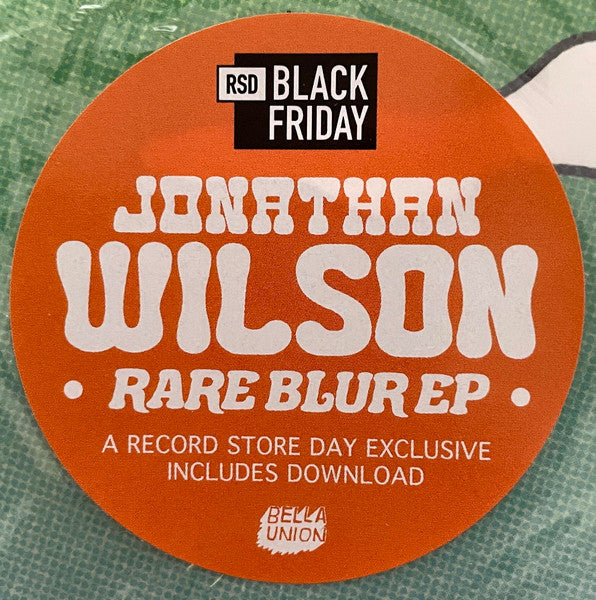 RSD BLACK
FRIDAY
JONATHAN
WILSON
• RARE BLUR EP •
A RECORD STORE DAY EXCLUSIVE
INCLUDES DOWNLOAD
BELLA
UNION